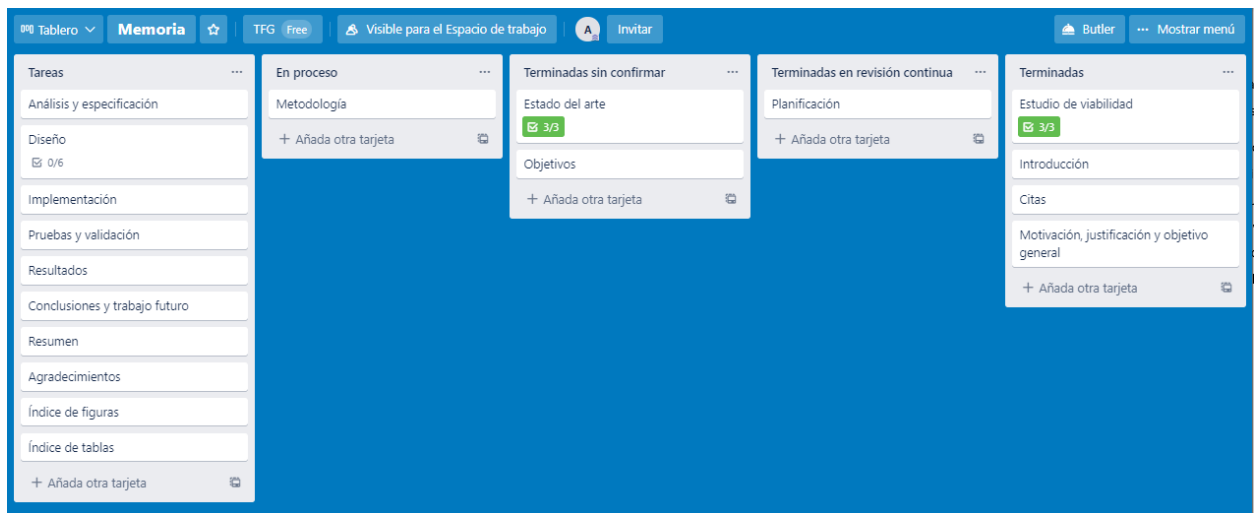 Tablero
Memoria
TFG Free
Visible para el Espacio de trabajo
A
Invitar
Butler
Mostrar menú
Tareas
Análisis y especificación
Diseño
0/6
Implementación
Pruebas y validación
Resultados
Conclusiones y trabajo futuro
Resumen
Agradecimientos
Índice de figuras
Índice de tablas
+ Añada otra tarjeta
En proceso
Metodología
+ Añada otra tarjeta
Terminadas sin confirmar
Estado del arte
3/3
Objetivos
+ Añada otra tarjeta
Terminadas en revisión continua
Planificación
+ Añada otra tarjeta
Terminadas
Estudio de viabilidad
3/3
Introducción
Citas
Motivación, justificación y objetivo
general
+ Añada otra tarjeta